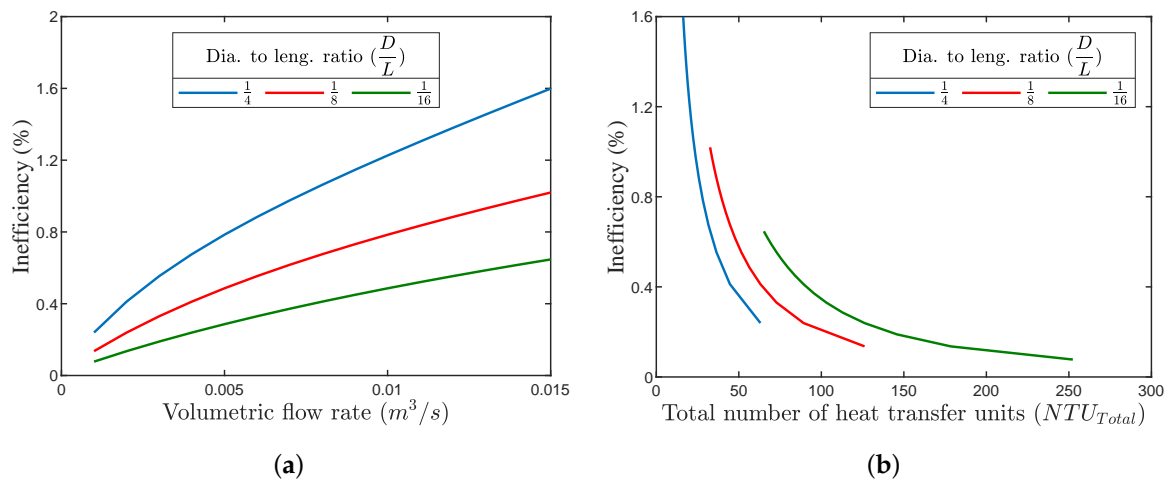 2
1.6
1.2
0.8
0.4
0
Inefficiency (%)
Dia. to leng. ratio (D/L)
1/4 1/8 1/16
0 0.005 0.01 0.015
Volumetric flow rate (m³/s)
(a)
1.6
1.2
0.8
0.4
0
Inefficiency (%)
Dia. to leng. ratio (D/L)
1/4 1/8 1/16
0 50 100 150 200 250 300
Total number of heat transfer units (NTU_Total)
(b)